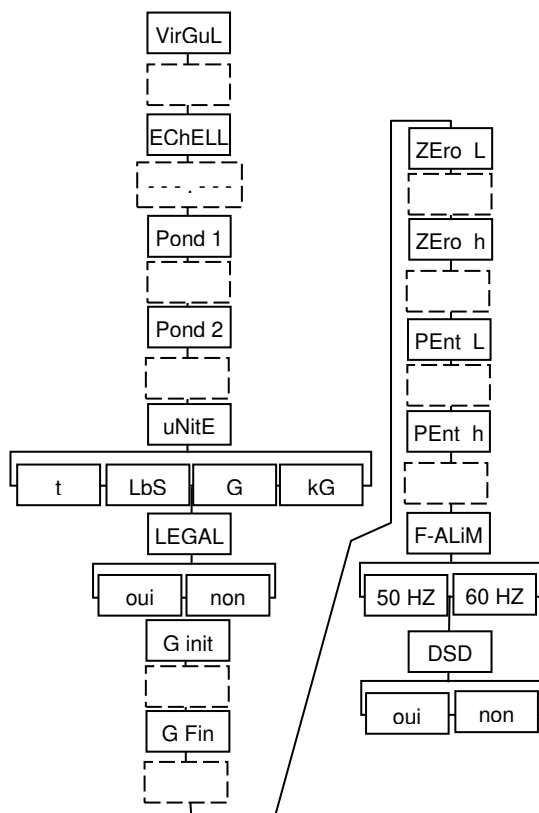 VirGuL
EChELL
- - - . - - -
Pond 1
Pond 2
uNitE
t LbS G kG
LEGAL
oui non
G init
G Fin
ZEro L
ZEro h
PEnt L
PEnt h
F-ALiM
50 HZ 60 HZ
DSD
oui non